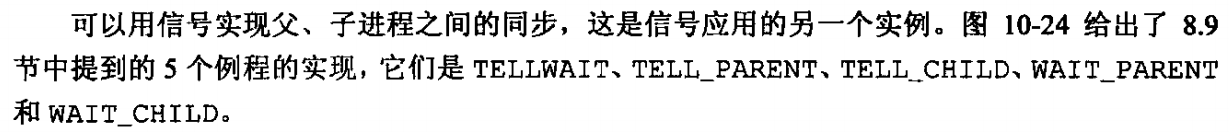 可以用信号实现父、子进程之间的同步，这是信号应用的另一个实例。图 10-24 给出了 8.9
节中提到的 5 个例程的实现，它们是 TELLWAIT、TELL_PARENT、TELL_CHILD、WAIT_PARENT
和 WAIT_CHILD。